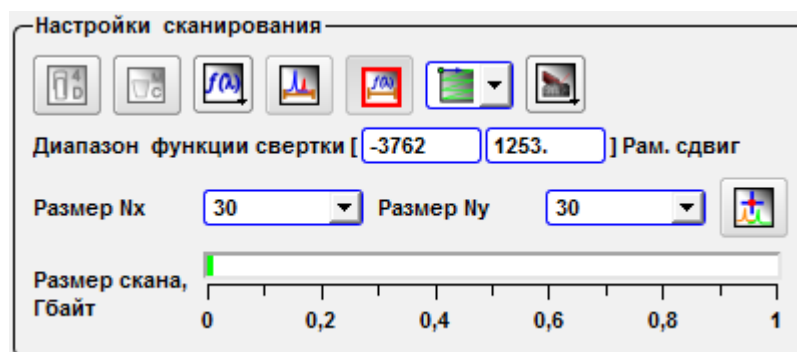 Настройки сканирования
4 D M C f(λ) f(λ)
Диапазон функции свертки [ -3762 1253. ] Рам. сдвиг
Размер Nx 30 Размер Ny 30
Размер скана,
Гбайт
0 0,2 0,4 0,6 0,8 1